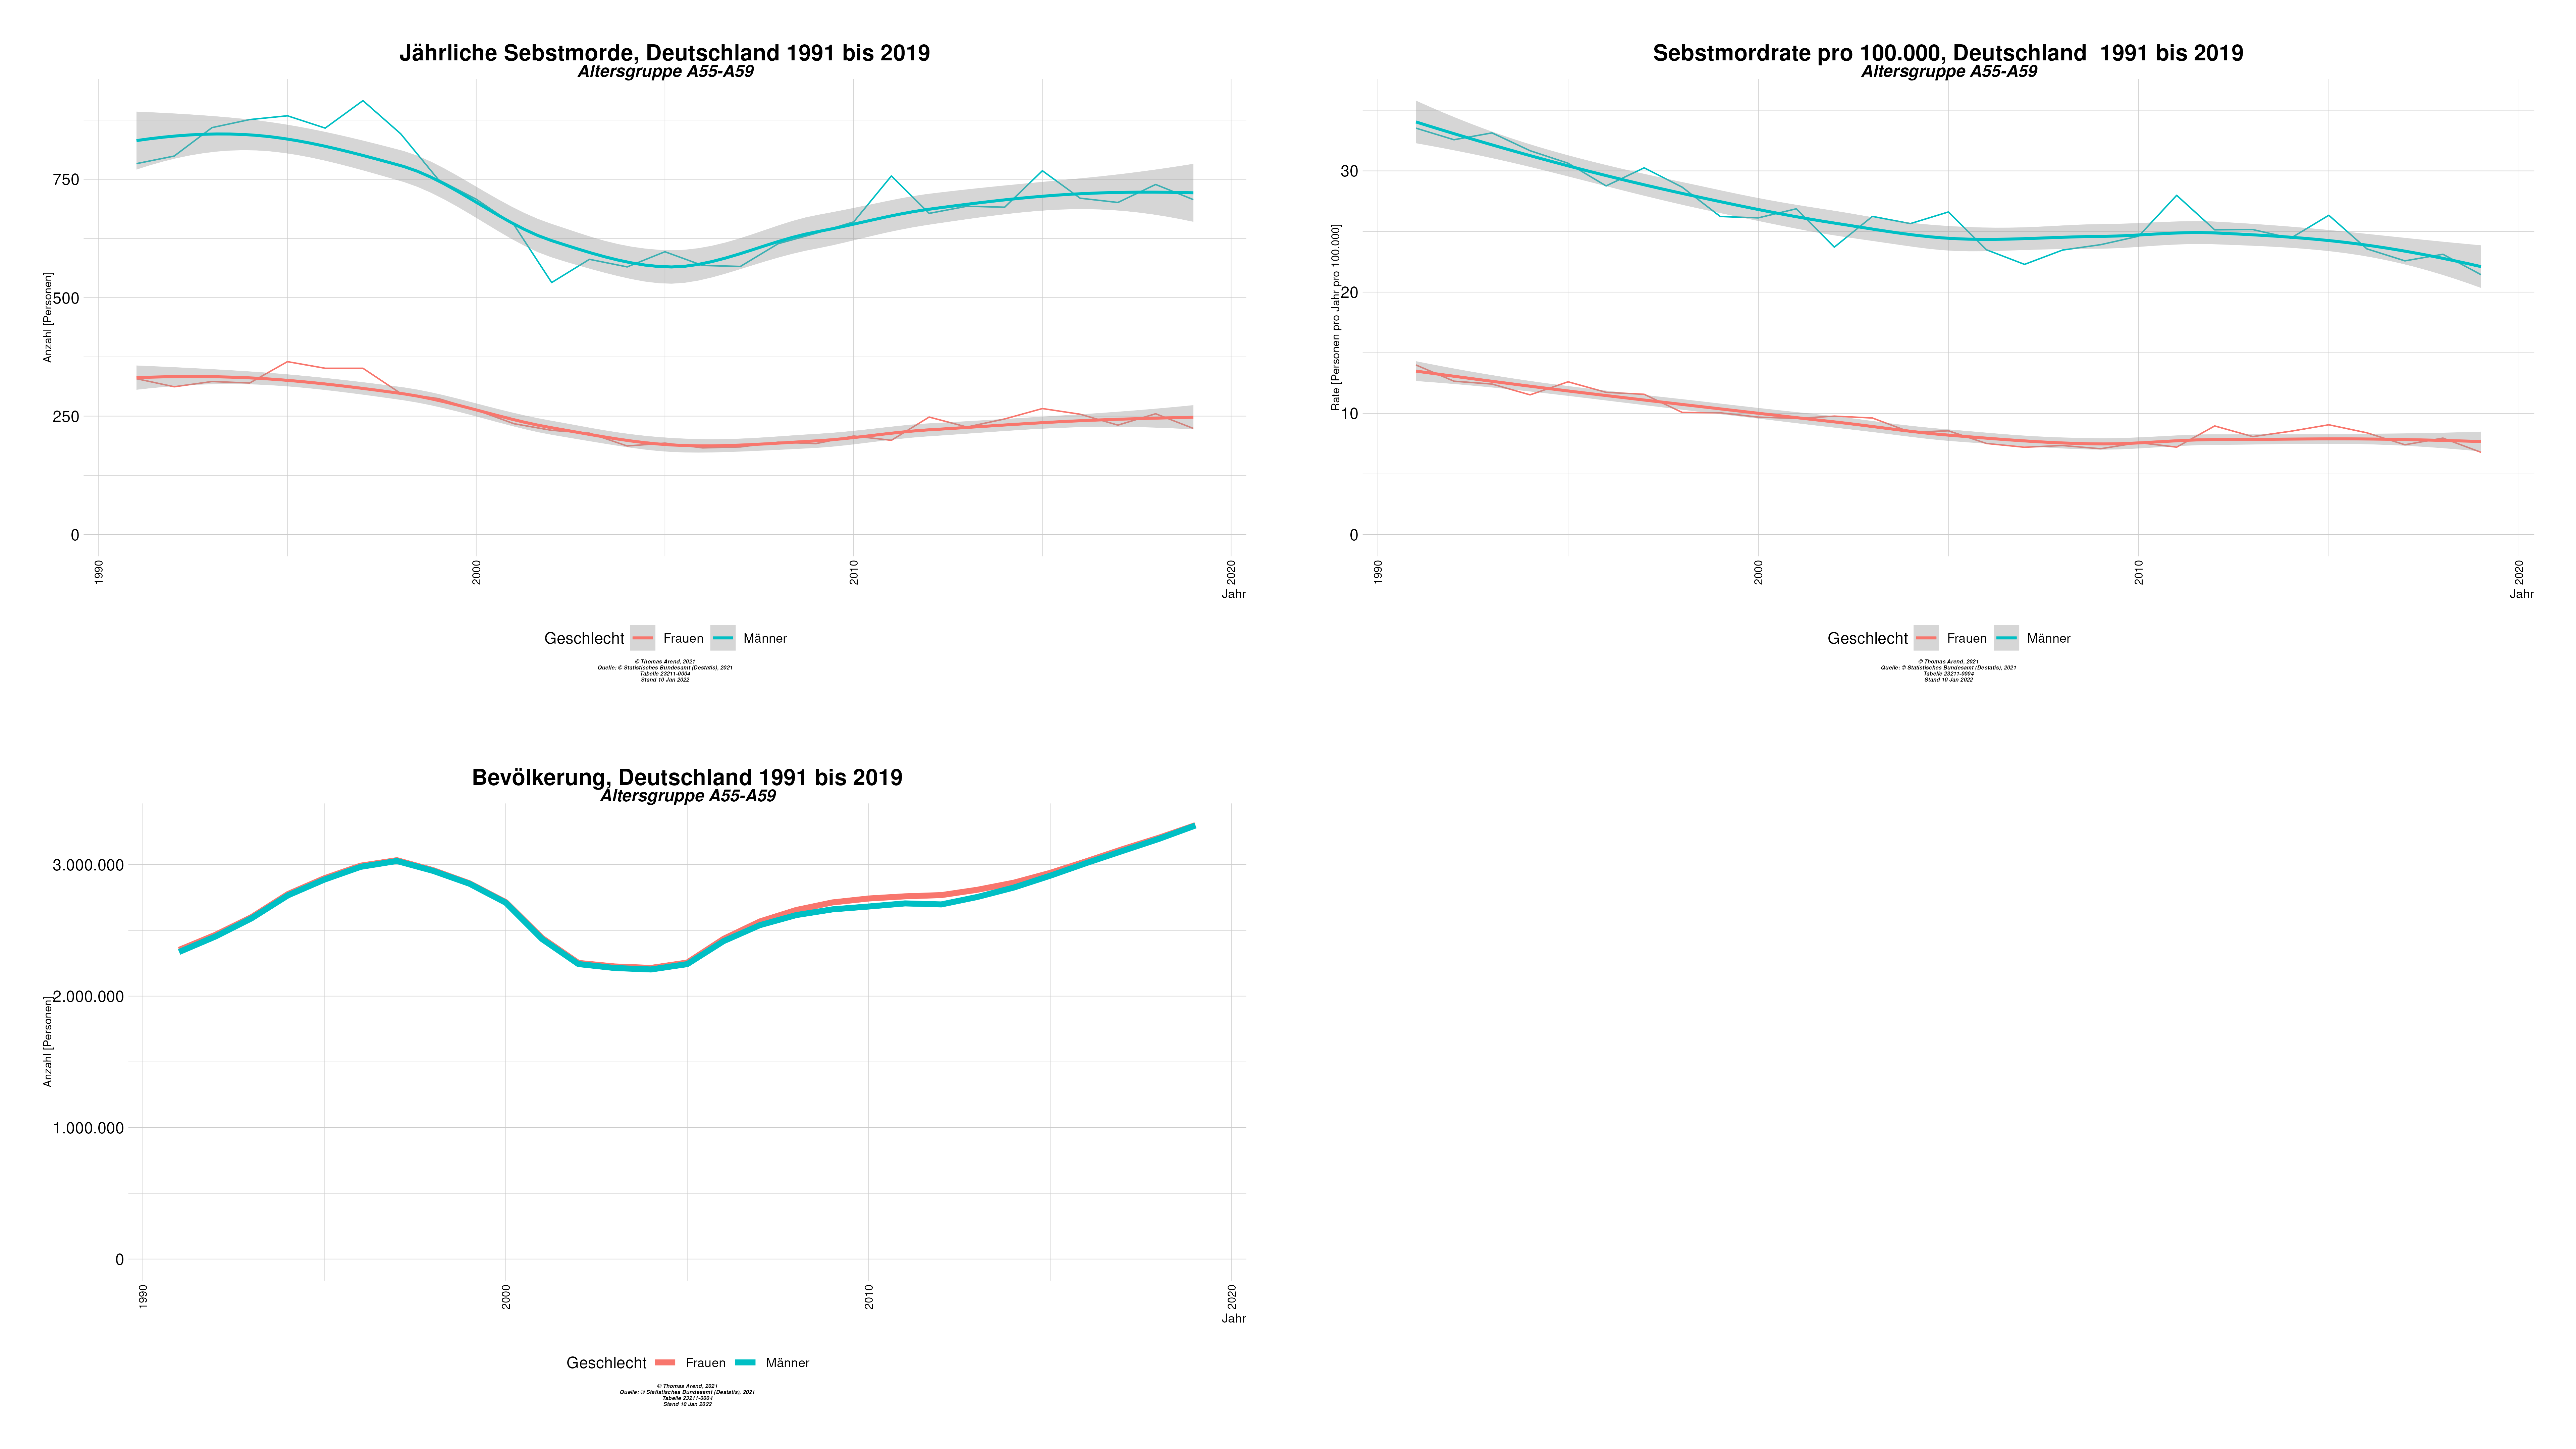 Jährliche Sebstmorde, Deutschland 1991 bis 2019
Altersgruppe A55-A59
Anzahl [Personen]
750
500
250
0
1990
2000
2010
2020
Jahr
Geschlecht Frauen Männer
© Thomas Arend, 2021
Quelle: © Statistisches Bundesamt (Destatis), 2021
Tabelle 23211-0004
Stand 10 Jan 2022
Sebstmordrate pro 100.000, Deutschland  1991 bis 2019
Altersgruppe A55-A59
Rate [Personen pro Jahr pro 100.000]
30
20
10
0
1990
2000
2010
2020
Jahr
Geschlecht Frauen Männer
© Thomas Arend, 2021
Quelle: © Statistisches Bundesamt (Destatis), 2021
Tabelle 23211-0004
Stand 10 Jan 2022
Bevölkerung, Deutschland 1991 bis 2019
Altersgruppe A55-A59
Anzahl [Personen]
3.000.000
2.000.000
1.000.000
0
1990
2000
2010
2020
Jahr
Geschlecht Frauen Männer
© Thomas Arend, 2021
Quelle: © Statistisches Bundesamt (Destatis), 2021
Tabelle 23211-0004
Stand 10 Jan 2022